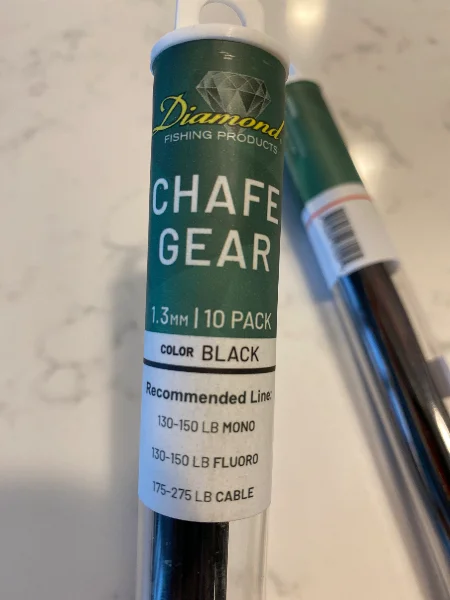 Diamond
FISHING PRODUCTS
CHAFE
GEAR
1.3MM | 10 PACK
COLOR BLACK
Recommended Line:
130-150 LB MONO
130-150 LB FLUORO
175-275 LB CABLE